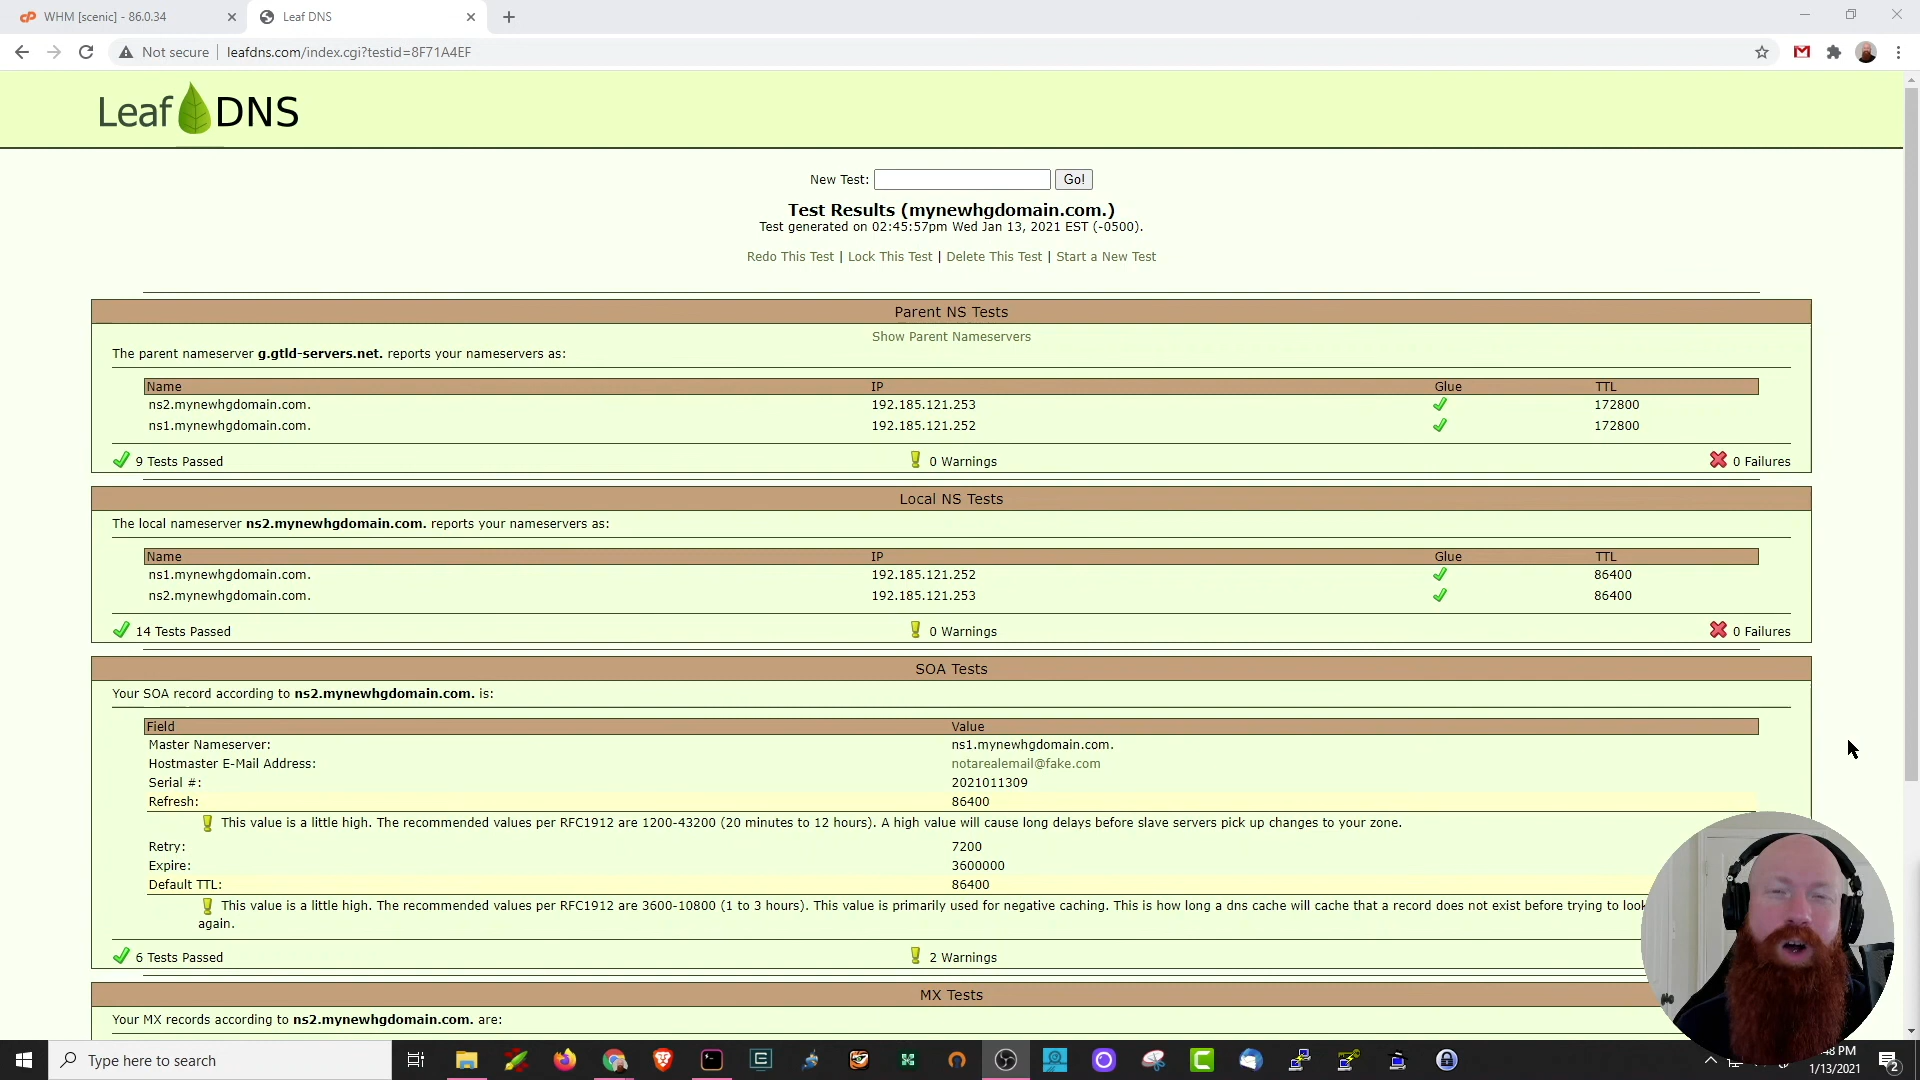 WHM [scenic] - 86.0.34
Leaf DNS
Not secure
leafdns.com/index.cgi?testid=8F71A4EF
Leaf DNS
New Test:
Go!
Test Results (mynewhgdomain.com.)
Test generated on 02:45:57pm Wed Jan 13, 2021 EST (-0500).
Redo This Test | Lock This Test | Delete This Test | Start a New Test
Parent NS Tests
Show Parent Nameservers
The parent nameserver g.gtld-servers.net. reports your nameservers as:
Name IP Glue TTL
ns2.mynewhgdomain.com. 192.185.121.253 172800
ns1.mynewhgdomain.com. 192.185.121.252 172800
9 Tests Passed 0 Warnings 0 Failures
Local NS Tests
The local nameserver ns2.mynewhgdomain.com. reports your nameservers as:
Name IP Glue TTL
ns1.mynewhgdomain.com. 192.185.121.252 86400
ns2.mynewhgdomain.com. 192.185.121.253 86400
14 Tests Passed 0 Warnings 0 Failures
SOA Tests
Your SOA record according to ns2.mynewhgdomain.com. is:
Field Value
Master Nameserver: ns1.mynewhgdomain.com.
Hostmaster E-Mail Address: notarealemail@fake.com
Serial #: 2021011309
Refresh: 86400
This value is a little high. The recommended values per RFC1912 are 1200-43200 (20 minutes to 12 hours). A high value will cause long delays before slave servers pick up changes to your zone.
Retry: 7200
Expire: 3600000
Default TTL: 86400
This value is a little high. The recommended values per RFC1912 are 3600-10800 (1 to 3 hours). This value is primarily used for negative caching. This is how long a dns cache will cache that a record does not exist before trying to look
again.
6 Tests Passed 2 Warnings
MX Tests
Your MX records according to ns2.mynewhgdomain.com. are:
Type here to search
48 PM
1/13/2021
2